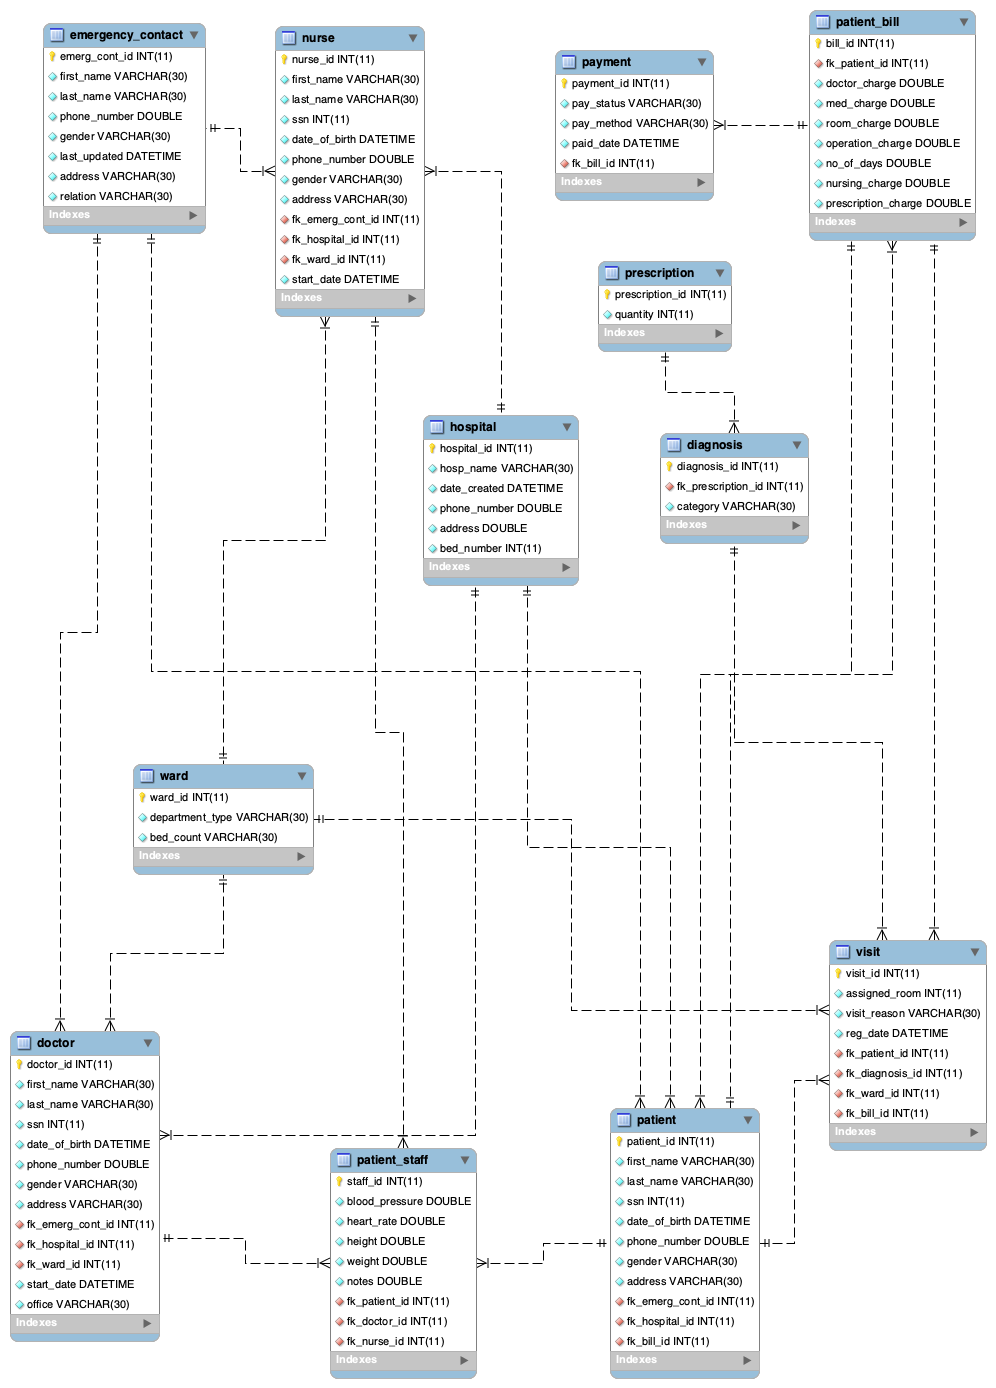 emergency_contact
emerg_cont_id INT(11)
first_name VARCHAR(30)
last_name VARCHAR(30)
phone_number DOUBLE
gender VARCHAR(30)
last_updated DATETIME
address VARCHAR(30)
relation VARCHAR(30)
Indexes
nurse
nurse_id INT(11)
first_name VARCHAR(30)
last_name VARCHAR(30)
ssn INT(11)
date_of_birth DATETIME
phone_number DOUBLE
gender VARCHAR(30)
address VARCHAR(30)
fk_emerg_cont_id INT(11)
fk_hospital_id INT(11)
fk_ward_id INT(11)
start_date DATETIME
Indexes
payment
payment_id INT(11)
pay_status VARCHAR(30)
pay_method VARCHAR(30)
paid_date DATETIME
fk_bill_id INT(11)
Indexes
patient_bill
bill_id INT(11)
fk_patient_id INT(11)
doctor_charge DOUBLE
med_charge DOUBLE
room_charge DOUBLE
operation_charge DOUBLE
no_of_days DOUBLE
nursing_charge DOUBLE
prescription_charge DOUBLE
Indexes
prescription
prescription_id INT(11)
quantity INT(11)
Indexes
hospital
hospital_id INT(11)
hosp_name VARCHAR(30)
date_created DATETIME
phone_number DOUBLE
address DOUBLE
bed_number INT(11)
Indexes
diagnosis
diagnosis_id INT(11)
fk_prescription_id INT(11)
category VARCHAR(30)
Indexes
ward
ward_id INT(11)
department_type VARCHAR(30)
bed_count VARCHAR(30)
Indexes
visit
visit_id INT(11)
assigned_room INT(11)
visit_reason VARCHAR(30)
reg_date DATETIME
fk_patient_id INT(11)
fk_diagnosis_id INT(11)
fk_ward_id INT(11)
fk_bill_id INT(11)
Indexes
doctor
doctor_id INT(11)
first_name VARCHAR(30)
last_name VARCHAR(30)
ssn INT(11)
date_of_birth DATETIME
phone_number DOUBLE
gender VARCHAR(30)
address VARCHAR(30)
fk_emerg_cont_id INT(11)
fk_hospital_id INT(11)
fk_ward_id INT(11)
start_date DATETIME
office VARCHAR(30)
Indexes
patient_staff
staff_id INT(11)
blood_pressure DOUBLE
heart_rate DOUBLE
height DOUBLE
weight DOUBLE
notes DOUBLE
fk_patient_id INT(11)
fk_doctor_id INT(11)
fk_nurse_id INT(11)
Indexes
patient
patient_id INT(11)
first_name VARCHAR(30)
last_name VARCHAR(30)
ssn INT(11)
date_of_birth DATETIME
phone_number DOUBLE
gender VARCHAR(30)
address VARCHAR(30)
fk_emerg_cont_id INT(11)
fk_hospital_id INT(11)
fk_bill_id INT(11)
Indexes